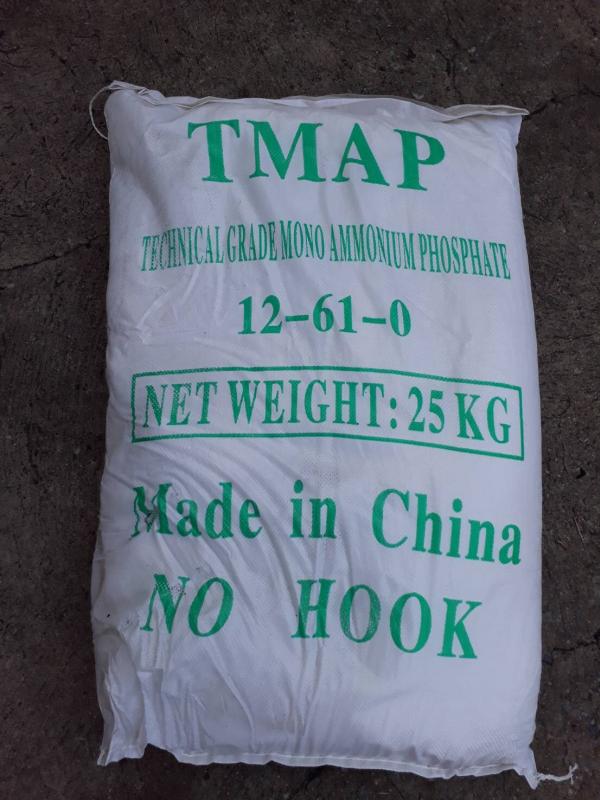 TMAP
TECHNICAL GRADE MONO AMMONIUM PHOSPHATE
12-61-0
NET WEIGHT: 25 KG
Made in China
NO HOOK